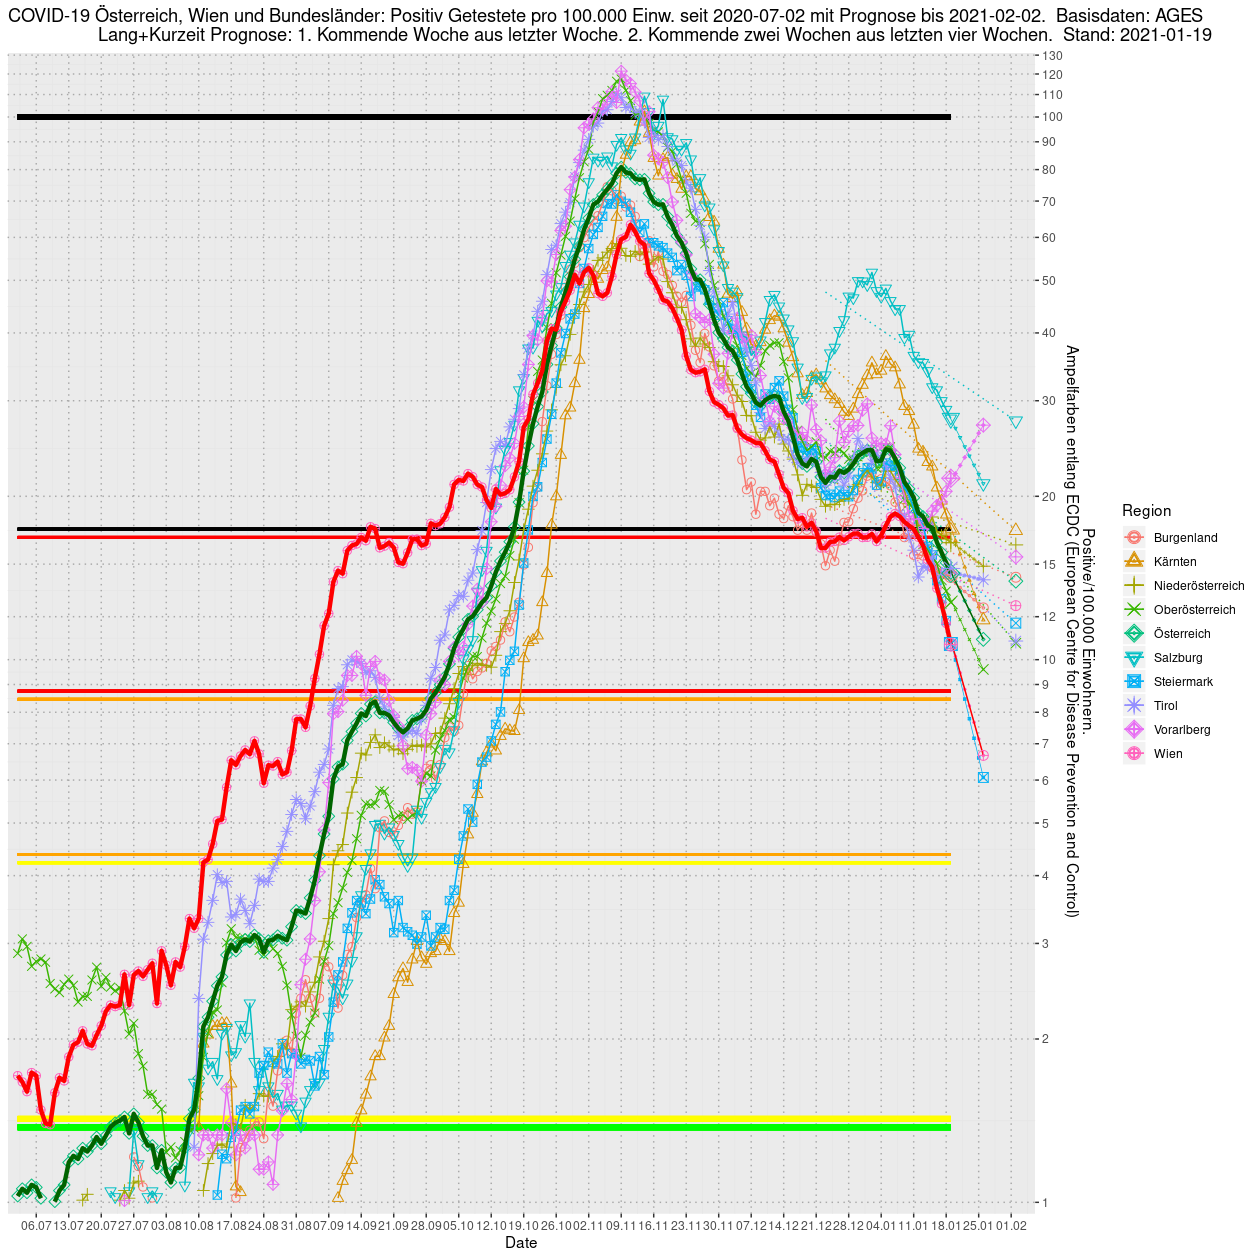 COVID-19 Österreich, Wien und Bundesländer: Positiv Getestete pro 100.000 Einw. seit 2020-07-02 mit Prognose bis 2021-02-02.  Basisdaten: AGES
Lang+Kurzeit Prognose: 1. Kommende Woche aus letzter Woche. 2. Kommende zwei Wochen aus letzten vier Wochen.  Stand: 2021-01-19
130
120
110
100
90
80
70
60
50
40
30
20
15
12
10
9
8
7
6
5
4
3
2
1
Positive/100.000 Einwohnern.
Ampelfarben entlang ECDC (European Centre for Disease Prevention and Control)
Region
Burgenland
Kärnten
Niederösterreich
Oberösterreich
Österreich
Salzburg
Steiermark
Tirol
Vorarlberg
Wien
06.07 13.07 20.07 27.07 03.08 10.08 17.08 24.08 31.08 07.09 14.09 21.09 28.09 05.10 12.10 19.10 26.10 02.11 09.11 16.11 23.11 30.11 07.12 14.12 21.12 28.12 04.01 11.01 18.01 25.01 01.02
Date